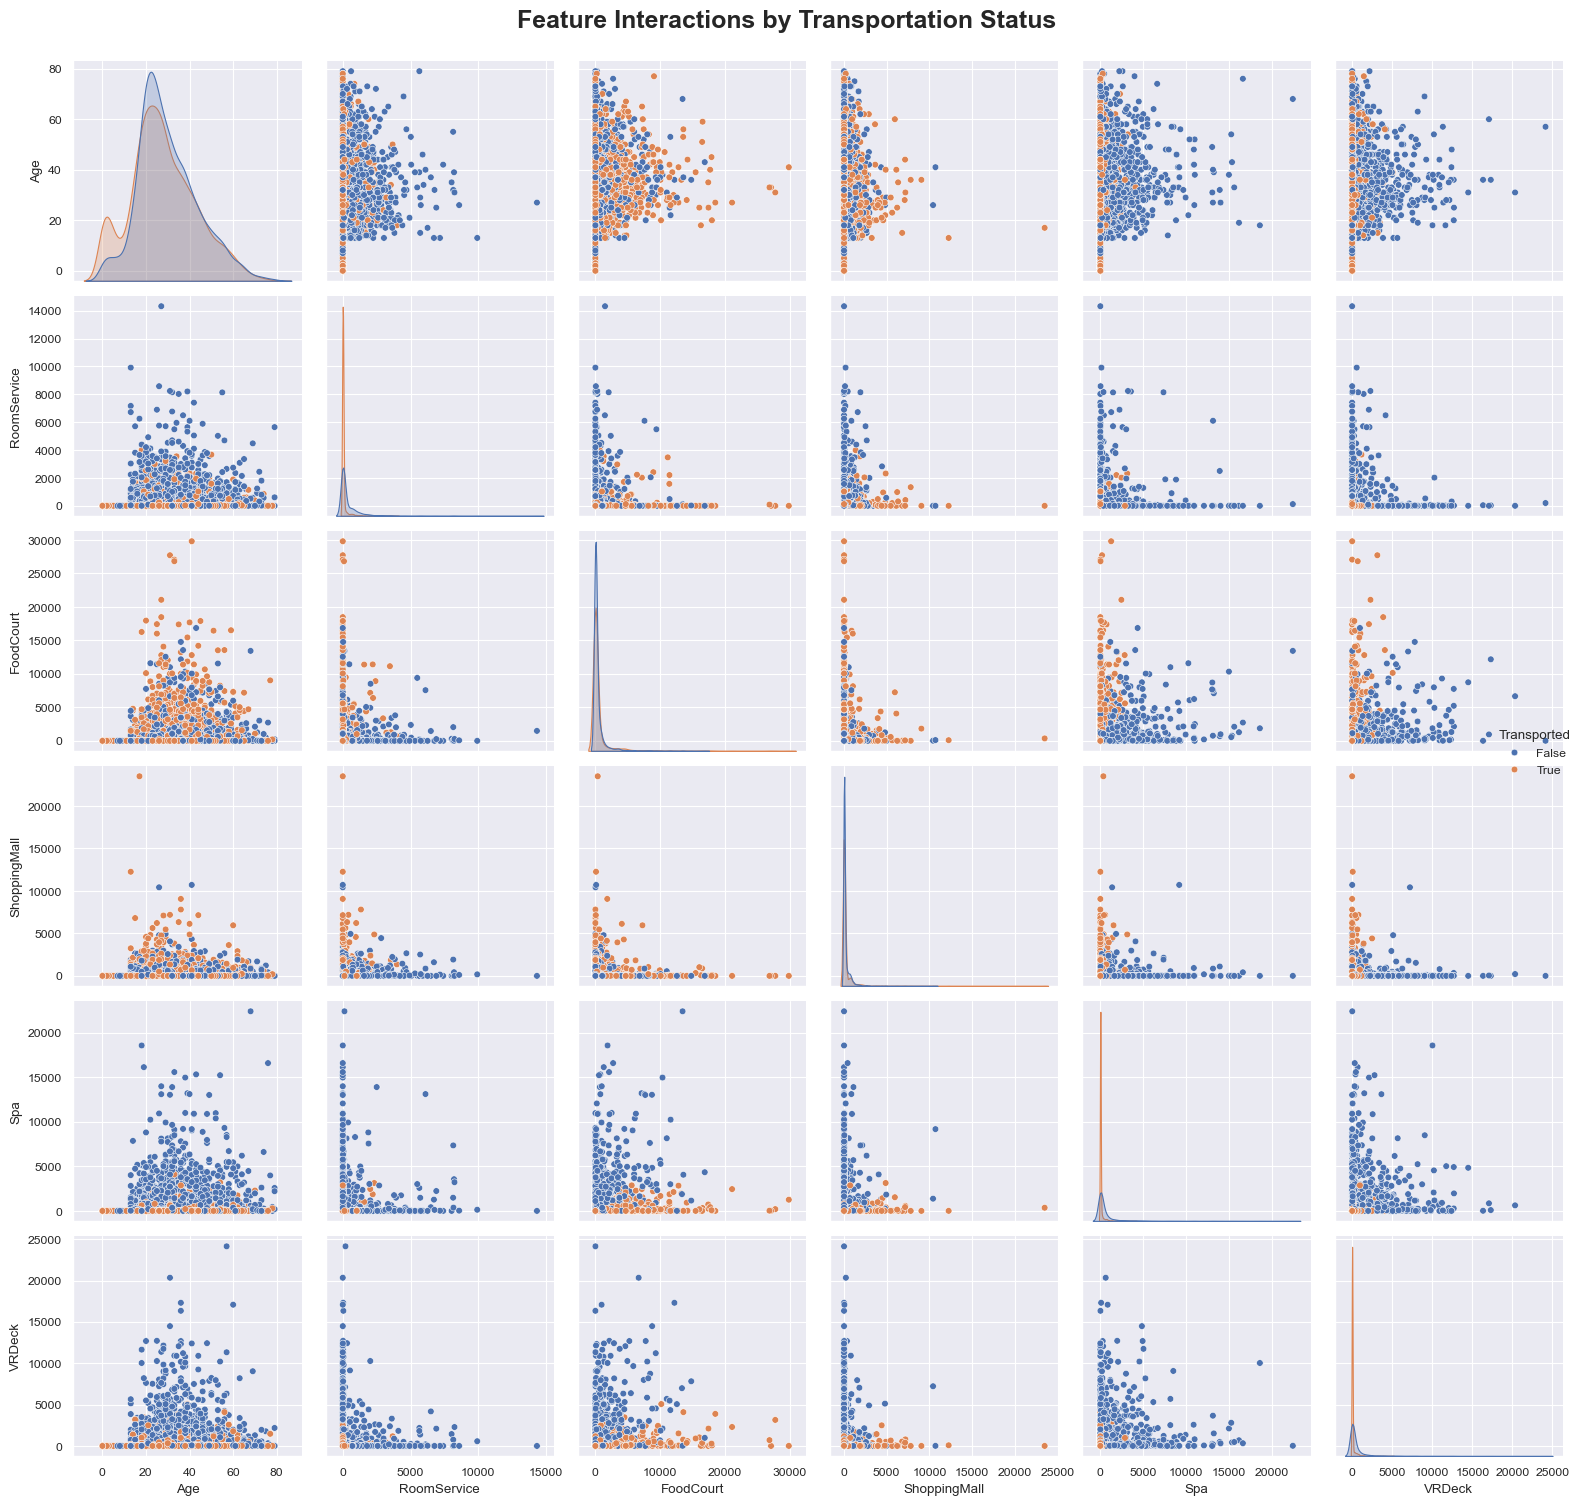 Feature Interactions by Transportation Status
80
60
40
20
0
Age
14000
12000
10000
8000
6000
4000
2000
0
RoomService
30000
25000
20000
15000
10000
5000
0
FoodCourt
Transported
False
True
20000
15000
10000
5000
0
ShoppingMall
20000
15000
10000
5000
0
Spa
25000
20000
15000
10000
5000
0
VRDeck
0 20 40 60 80
0 5000 10000 15000
0 10000 20000 30000
0 5000 10000 15000 20000 25000
0 5000 10000 15000 20000
0 5000 10000 15000 20000 25000
Age RoomService FoodCourt ShoppingMall Spa VRDeck